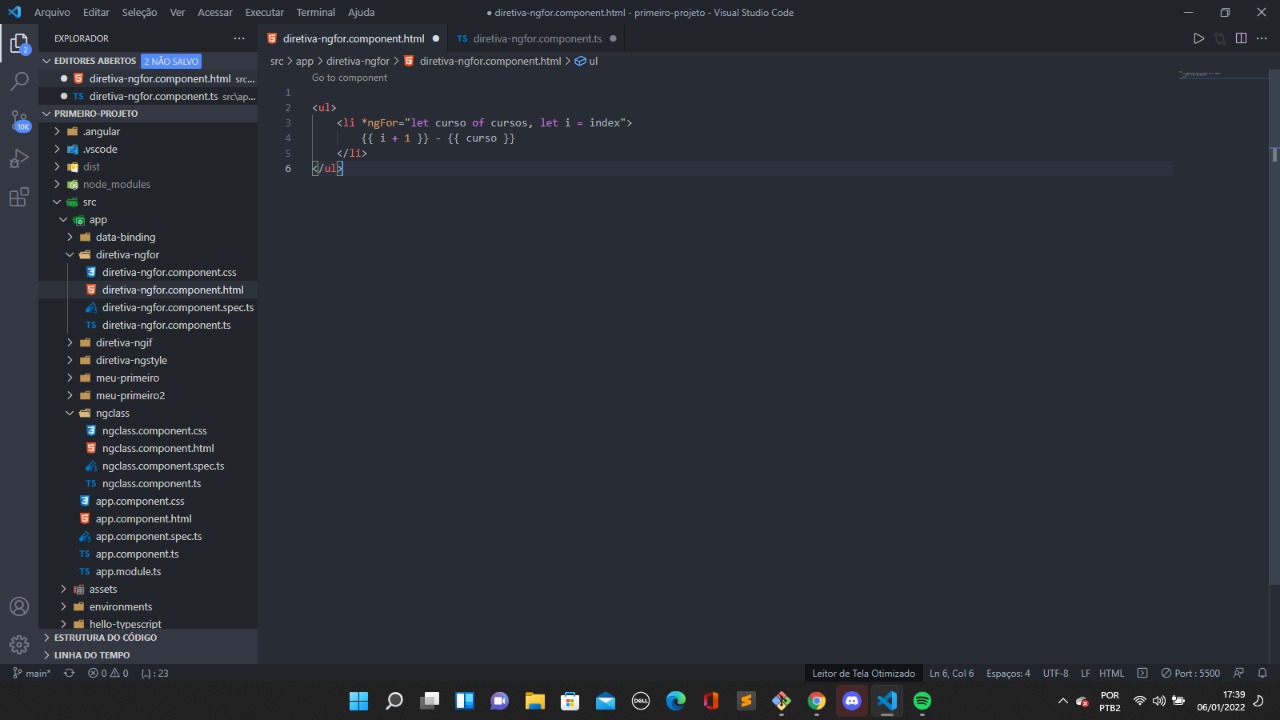 Arquivo Editar Seleção Ver Acessar Executar Terminal Ajuda
● diretiva-ngfor.component.html - primeiro-projeto - Visual Studio Code
EXPLORADOR ···
EDITORES ABERTOS 2 NÃO SALVO
diretiva-ngfor.component.html src...
TS diretiva-ngfor.component.ts src\ap...
PRIMEIRO-PROJETO
.angular
.vscode
dist
node_modules
src
app
data-binding
diretiva-ngfor
diretiva-ngfor.component.css
diretiva-ngfor.component.html
diretiva-ngfor.component.spec.ts
TS diretiva-ngfor.component.ts
diretiva-ngif
diretiva-ngstyle
meu-primeiro
meu-primeiro2
ngclass
ngclass.component.css
ngclass.component.html
ngclass.component.spec.ts
TS ngclass.component.ts
app.component.css
app.component.html
app.component.spec.ts
TS app.component.ts
TS app.module.ts
assets
environments
hello-typescript
ESTRUTURA DO CÓDIGO
LINHA DO TEMPO
2
10K
diretiva-ngfor.component.html ● TS diretiva-ngfor.component.ts ●
src > app > diretiva-ngfor > diretiva-ngfor.component.html > ul
Go to component
1
2 <ul>
3 <li *ngFor="let curso of cursos, let i = index">
4 {{ i + 1 }} - {{ curso }}
5 </li>
6 </ul>
main* 0 0 {..} : 23 Leitor de Tela Otimizado Ln 6, Col 6 Espaços: 4 UTF-8 LF HTML Port : 5500
DELL
POR
PTB2
17:39
06/01/2022